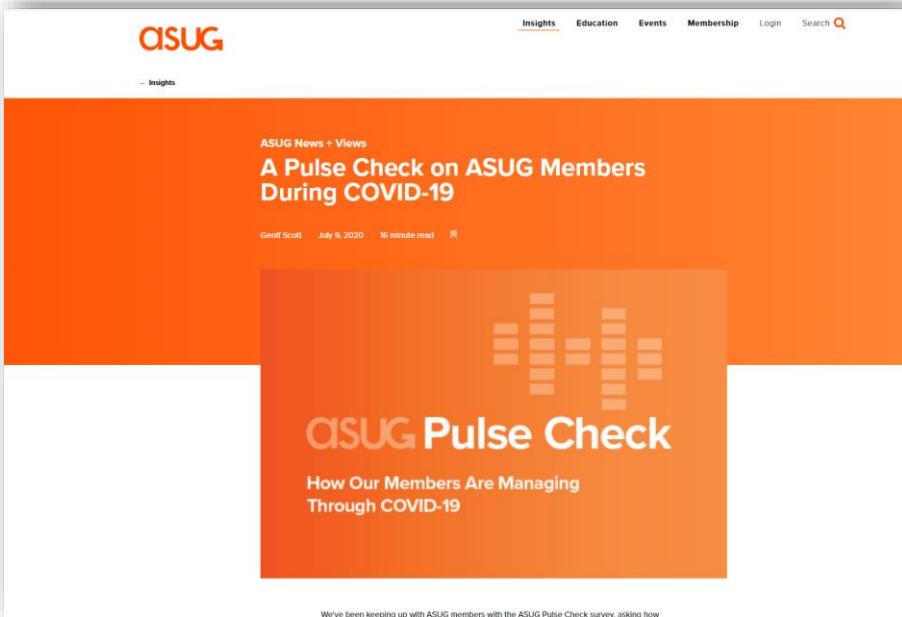 asug
Insights Education Events Membership Login Search
– Insights
ASUG News + Views
A Pulse Check on ASUG Members
During COVID-19
Geoff Scott July 9, 2020 16 minute read
asug Pulse Check
How Our Members Are Managing
Through COVID-19
We've been keeping up with ASUG members with the ASUG Pulse Check survey, asking how